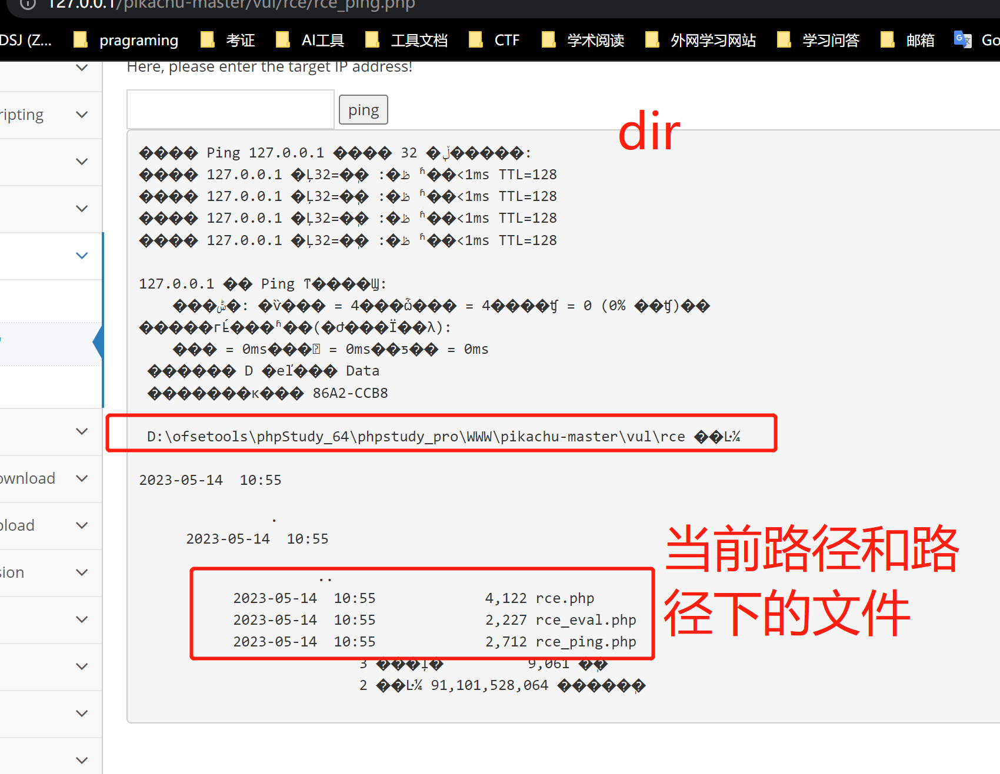 127.0.0.1/pikachu-master/vul/rce/rce_ping.php
DSJ (Z... pragraming 考证 AI工具 工具文档 CTF 学术阅读 外网学习网站 学习问答 邮箱 Go
Here, please enter the target IP address!
ping
dir
ripting
ownload
pload
sion
���� Ping 127.0.0.1 ���� 32 �ֽڵ�����:
���� 127.0.0.1 �Ļظ�: ��=32 ʱ��<1ms TTL=128
���� 127.0.0.1 �Ļظ�: ��=32 ʱ��<1ms TTL=128
���� 127.0.0.1 �Ļظ�: ��=32 ʱ��<1ms TTL=128
���� 127.0.0.1 �Ļظ�: ��=32 ʱ��<1ms TTL=128
127.0.0.1 �� Ping ͳ����Ϣ:
= 4 = 4 = 0 (0%
= 0ms = 0ms = 0ms
D Data
86A2-CCB8
D:\ofsetools\phpStudy_64\phpstudy_pro\WWW\pikachu-master\vul\rce
2023-05-14 10:55
.
2023-05-14 10:55
..
2023-05-14 10:55 4,122 rce.php
2023-05-14 10:55 2,227 rce_eval.php
2023-05-14 10:55 2,712 rce_ping.php
3 9,061
2 91,101,528,064
当前路径和路
径下的文件